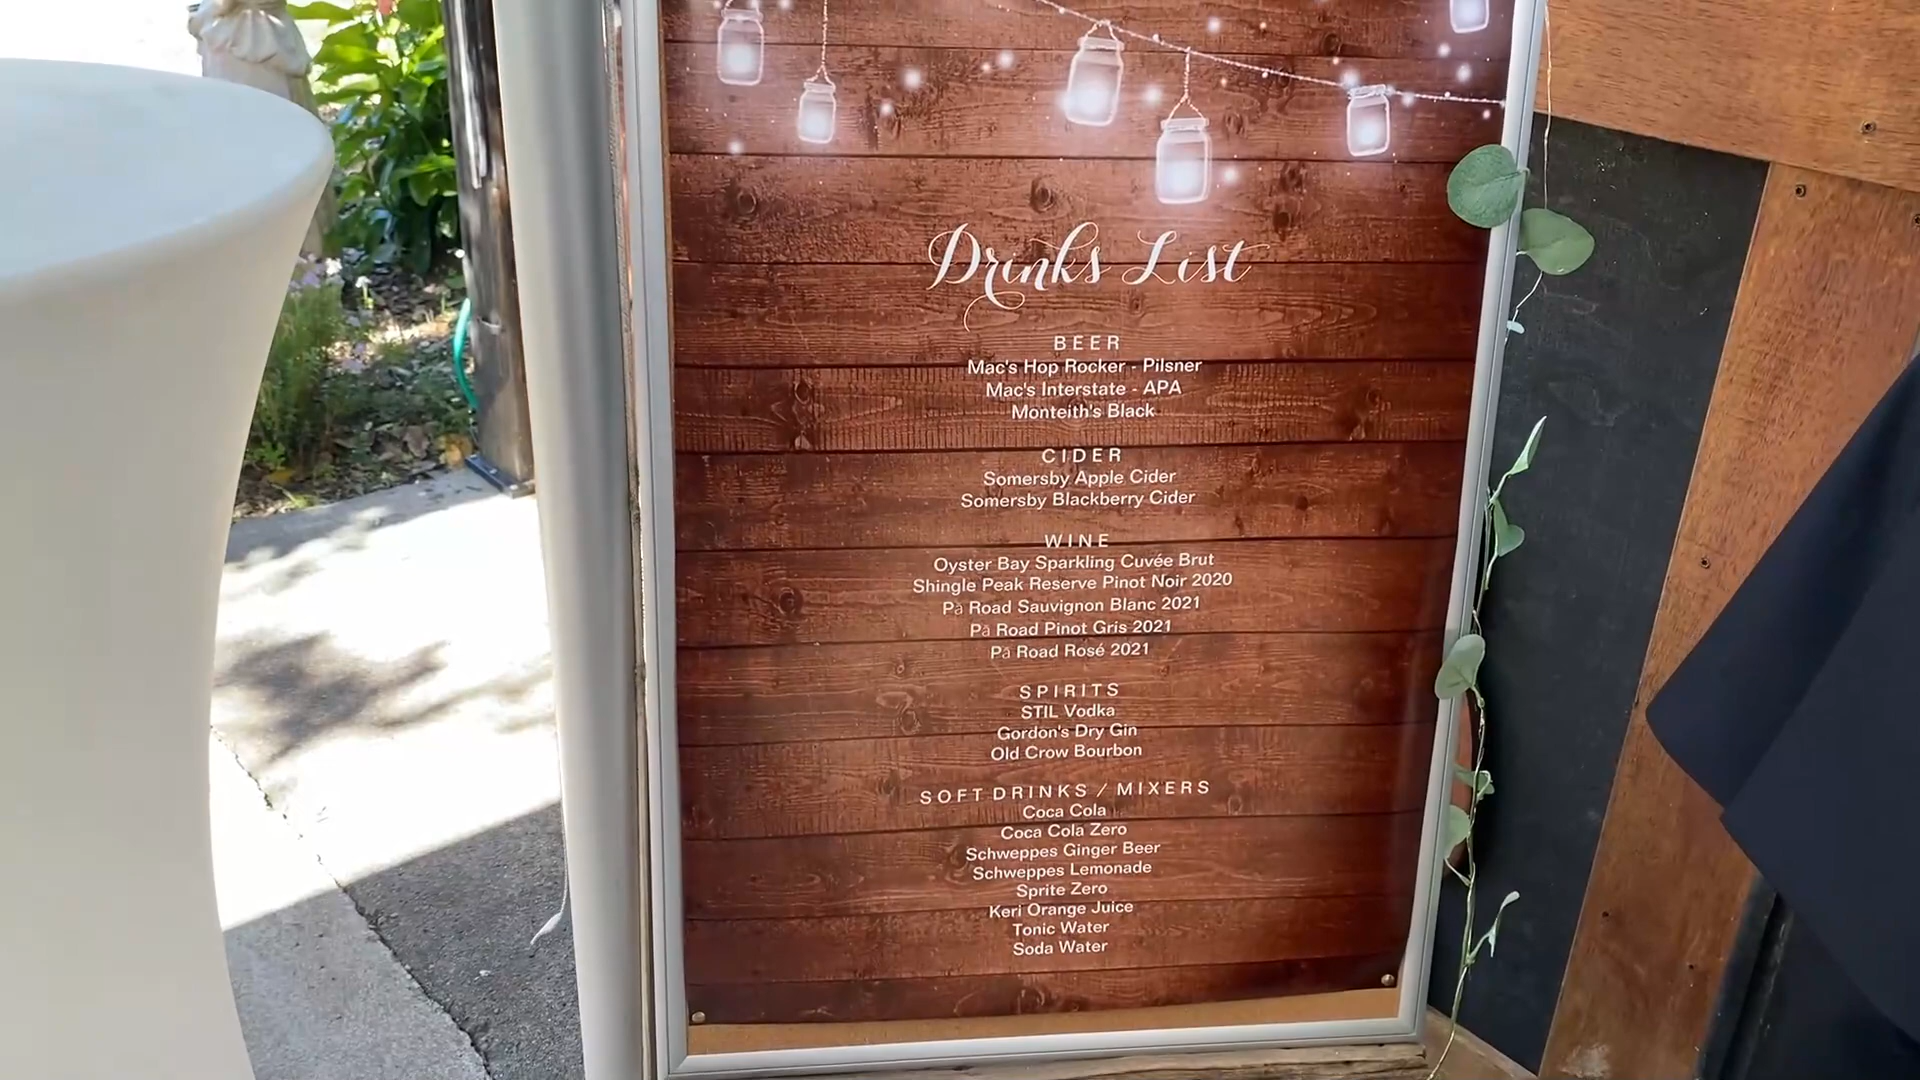 Drinks List
BEER
Mac's Hop Rocker - Pilsner
Mac's Interstate - APA
Monteith's Black
CIDER
Somersby Apple Cider
Somersby Blackberry Cider
WINE
Oyster Bay Sparkling Cuvée Brut
Shingle Peak Reserve Pinot Noir 2020
Pā Road Sauvignon Blanc 2021
Pā Road Pinot Gris 2021
Pā Road Rosé 2021
SPIRITS
STIL Vodka
Gordon's Dry Gin
Old Crow Bourbon
SOFT DRINKS / MIXERS
Coca Cola
Coca Cola Zero
Schweppes Ginger Beer
Schweppes Lemonade
Sprite Zero
Keri Orange Juice
Tonic Water
Soda Water